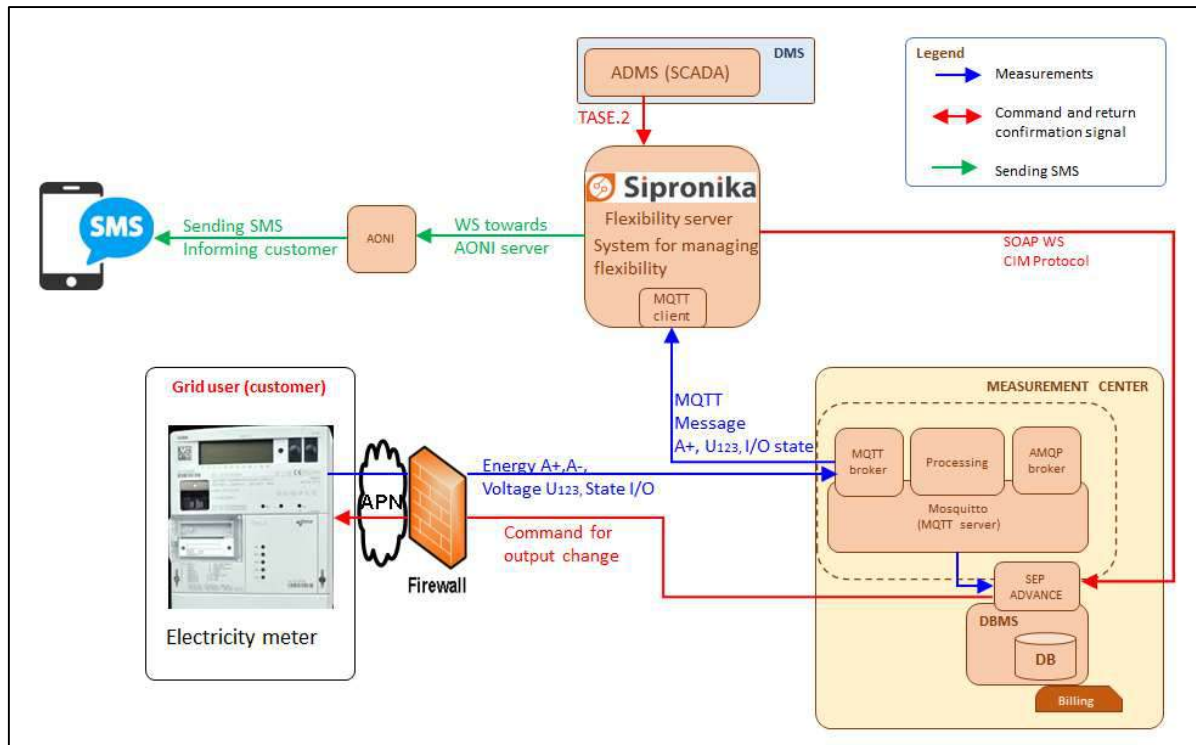 DMS
ADMS (SCADA)
TASE.2
Legend
Measurements
Command and return
confirmation signal
Sending SMS
Sipronika
Flexibility server
System for managing
flexibility
MQTT
client
SMS
Sending SMS
Informing customer
AONI
WS towards
AONI server
SOAP WS
CIM Protocol
Grid user (customer)
Electricity meter
APN
Firewall
Energy A+,A-,
Voltage U123, State I/O
Command for
output change
MQTT
Message
A+, U123, I/O state
MEASUREMENT CENTER
MQTT
broker
Processing
AMQP
broker
Mosquitto
(MQTT server)
SEP
ADVANCE
DBMS
DB
Billing